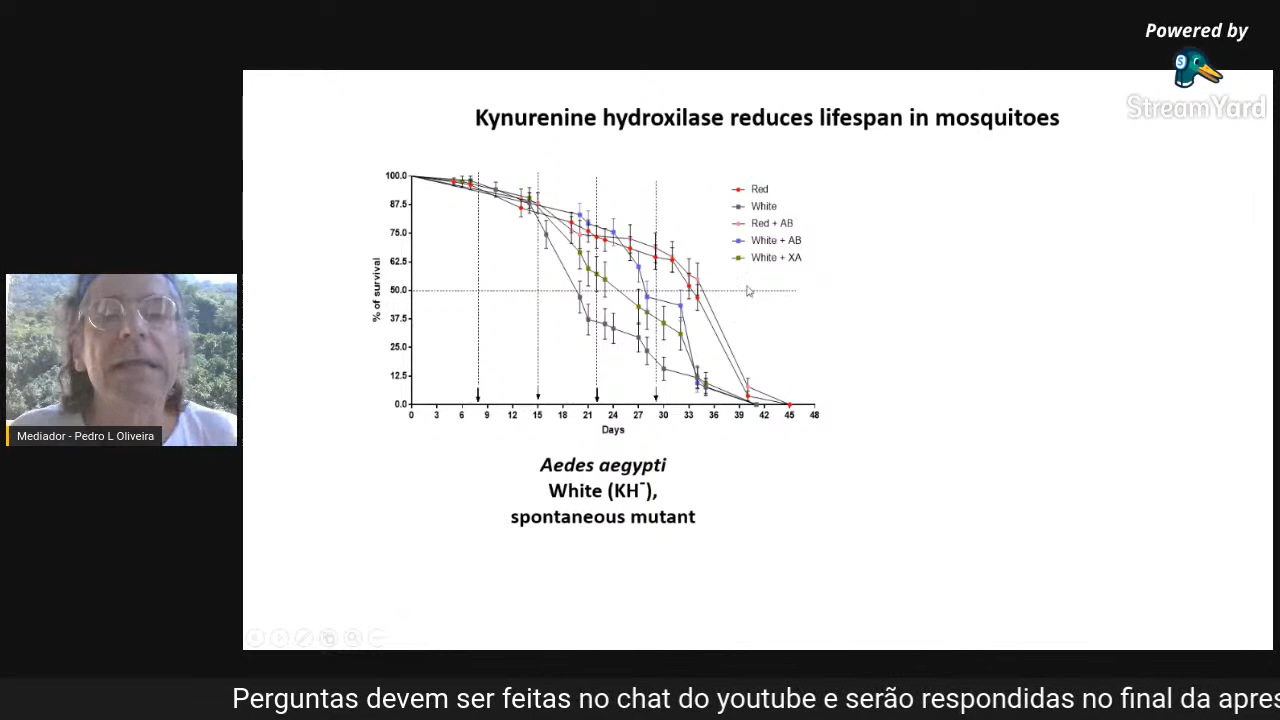 Powered by
StreamYard
Kynurenine hydroxilase reduces lifespan in mosquitoes
100.0
87.5
75.0
62.5
50.0
37.5
25.0
12.5
0.0
% of survival
0 3 6 9 12 15 18 21 24 27 30 33 36 39 42 45 48
Days
Red
White
Red + AB
White + AB
White + XA
Aedes aegypti
White (KH⁻),
spontaneous mutant
Mediador - Pedro L Oliveira
Perguntas devem ser feitas no chat do youtube e serão respondidas no final da apres